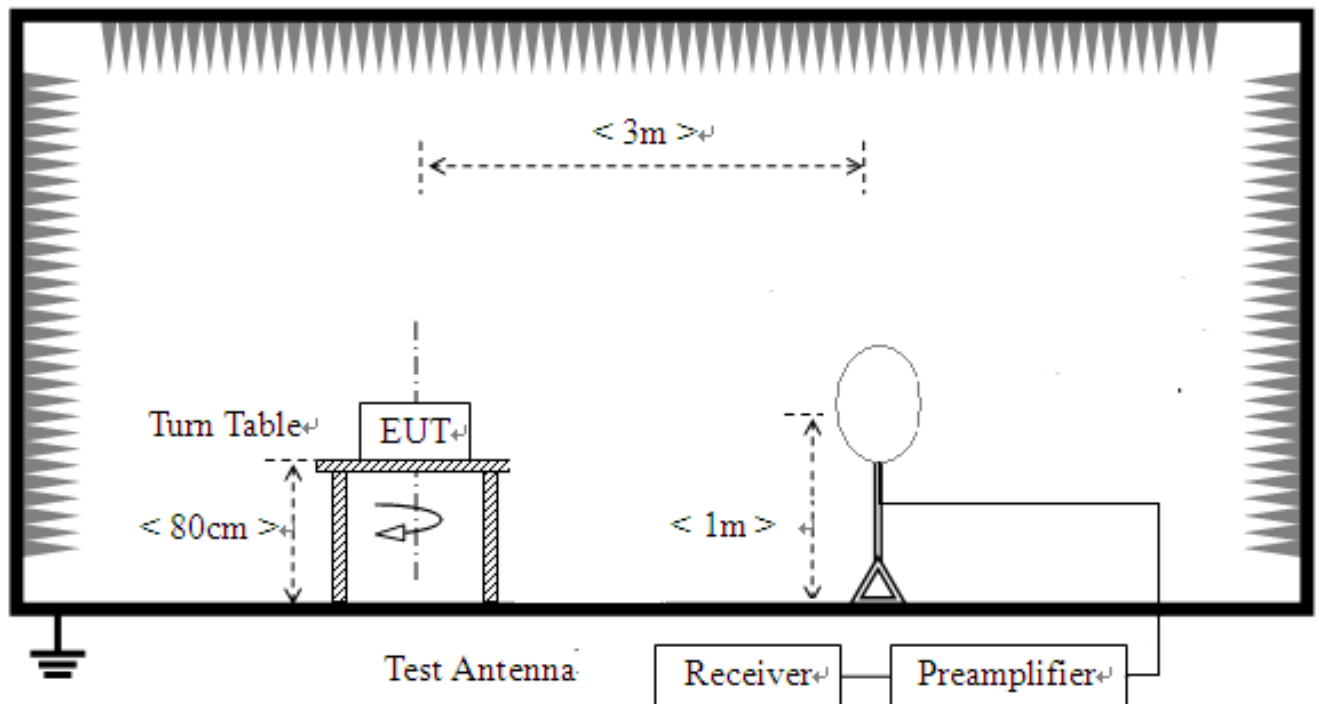 < 3m >↵
Turn Table↵
EUT↵
< 80cm >↵
< 1m > ↵
Test Antenna
Receiver↵
Preamplifier↵